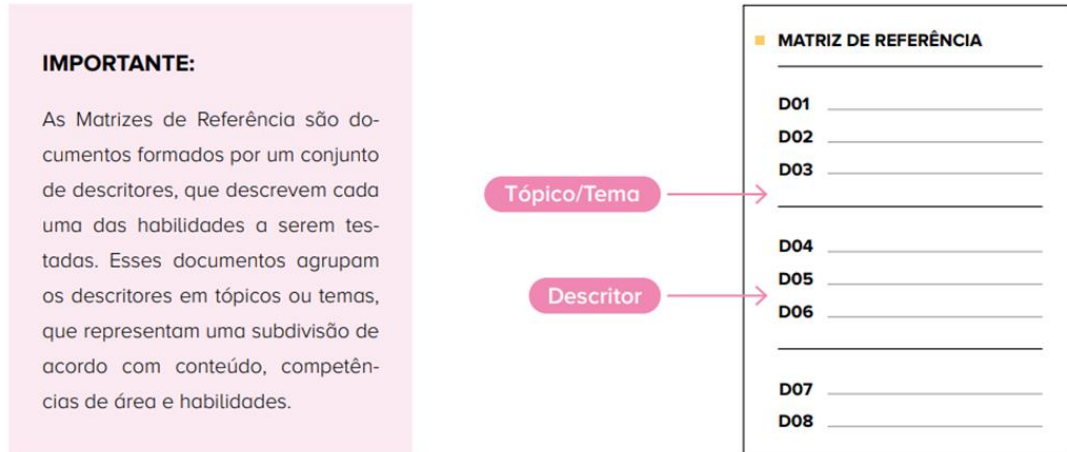 IMPORTANTE:
As Matrizes de Referência são do-
cumentos formados por um conjunto
de descritores, que descrevem cada
uma das habilidades a serem tes-
tadas. Esses documentos agrupam
os descritores em tópicos ou temas,
que representam uma subdivisão de
acordo com conteúdo, competên-
cias de área e habilidades.
Tópico/Tema
Descritor
MATRIZ DE REFERÊNCIA
D01
D02
D03
D04
D05
D06
D07
D08